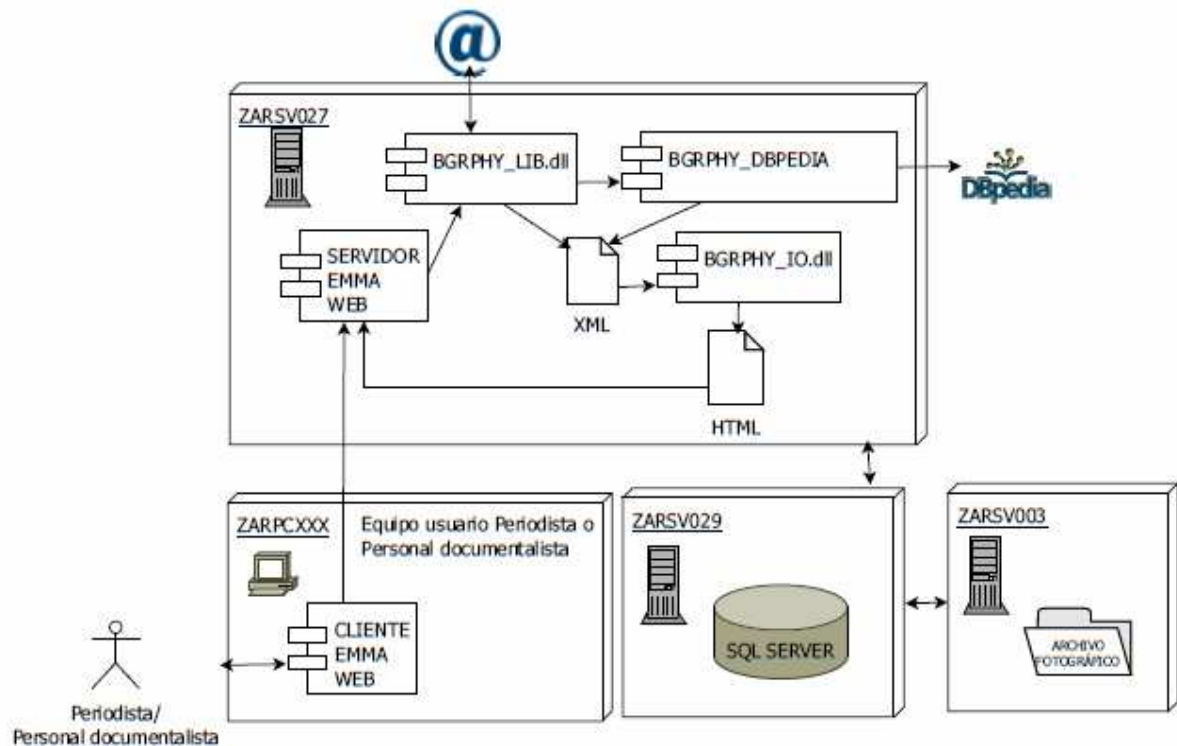 @
ZARSV027
BGRPHY_LIB.dll
BGRPHY_DBPEDIA
DBpedia
SERVIDOR
EMMA
WEB
BGRPHY_IO.dll
XML
HTML
ZARPCXXX
Equipo usuario Periodista o
Personal documentalista
CLIENTE
EMMA
WEB
Periodista/
Personal documentalista
ZARSV029
SQL SERVER
ZARSV003
ARCHIVO
FOTOGRÁFICO